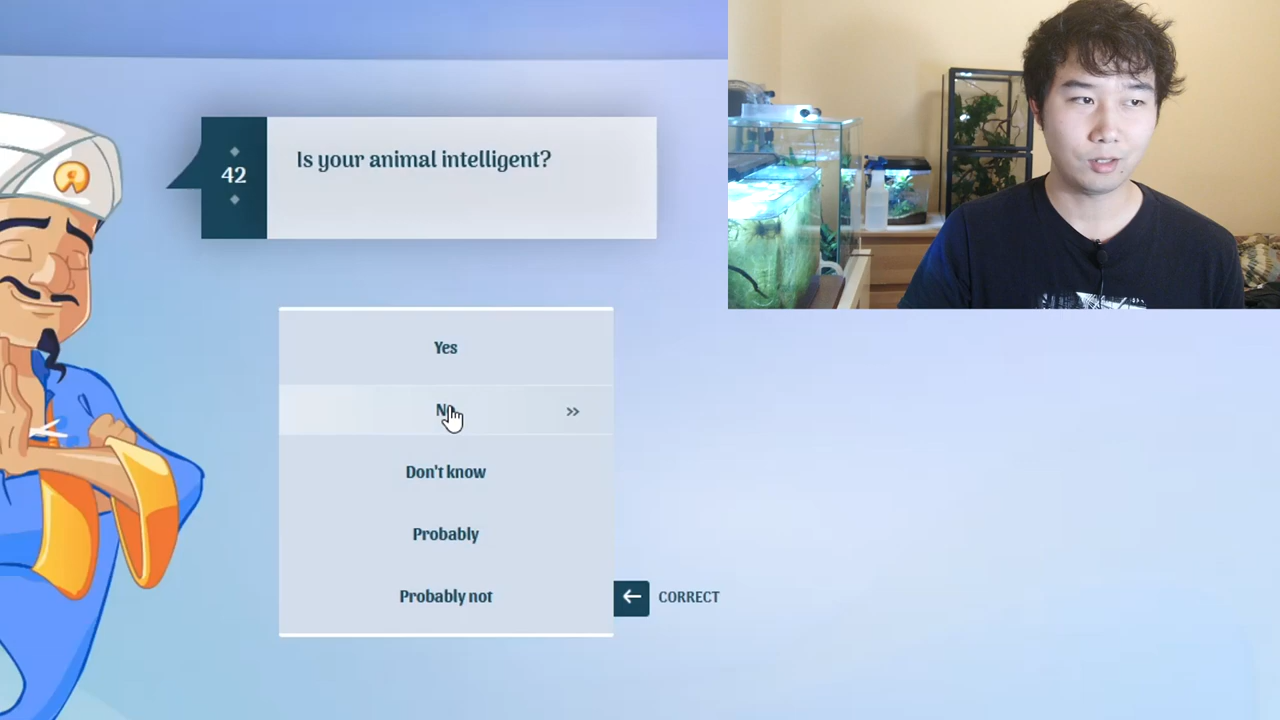 42
Is your animal intelligent?
Yes
No
Don't know
Probably
Probably not
CORRECT